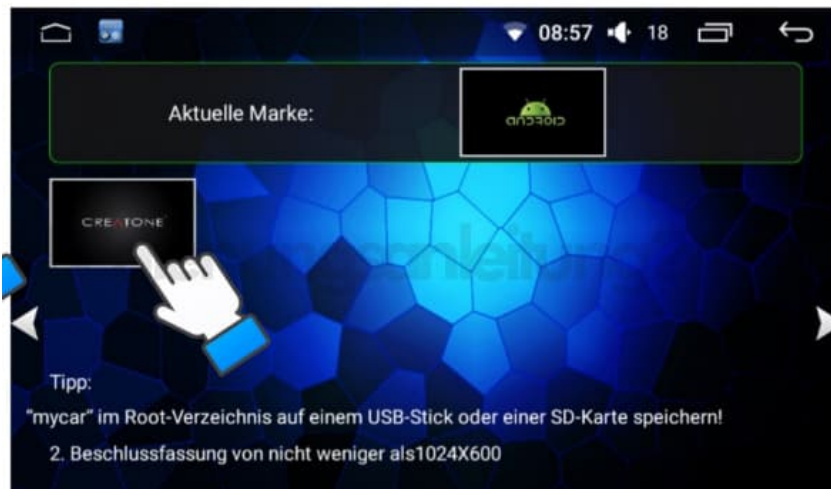 08:57 18
Aktuelle Marke:
android
CREATONE
Tipp:
"mycar" im Root-Verzeichnis auf einem USB-Stick oder einer SD-Karte speichern!
2. Beschlussfassung von nicht weniger als1024X600